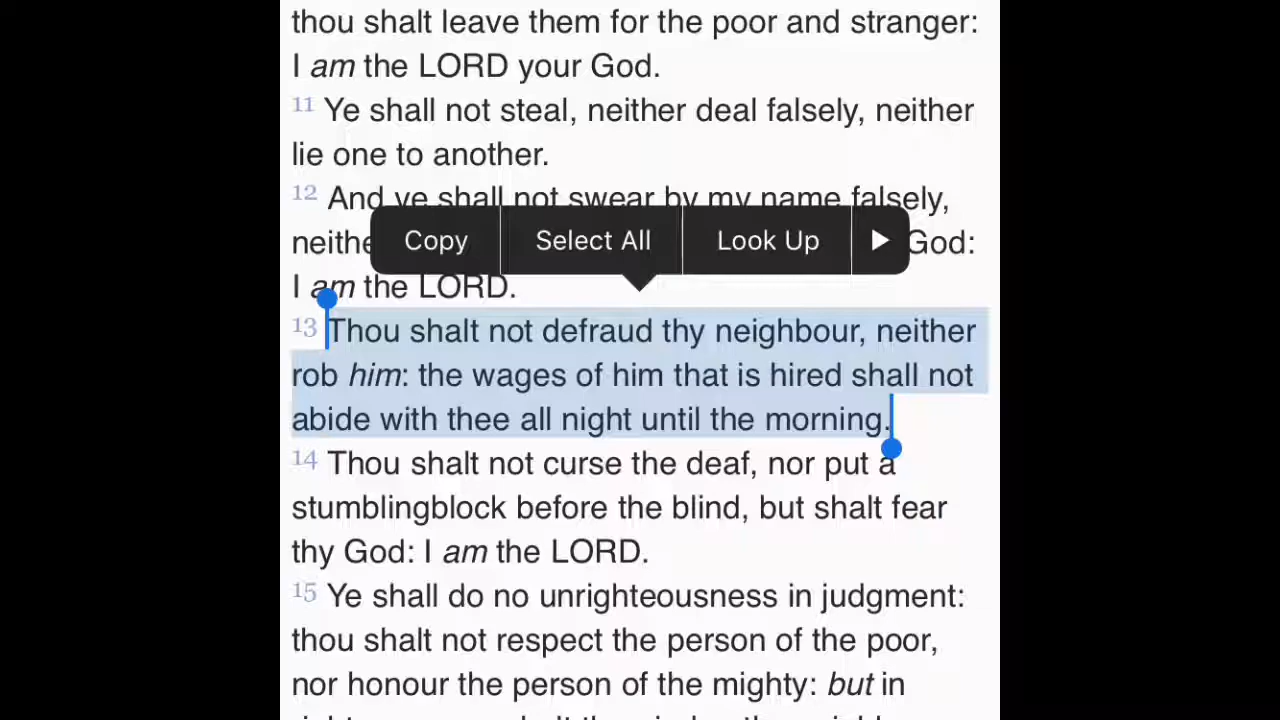 thou shalt leave them for the poor and stranger:
I am the LORD your God.
11 Ye shall not steal, neither deal falsely, neither
lie one to another.
12 And ye shall not swear by my name falsely,
God:
Copy Select All Look Up
I am the LORD.
13 Thou shalt not defraud thy neighbour, neither
rob him: the wages of him that is hired shall not
abide with thee all night until the morning.
14 Thou shalt not curse the deaf, nor put a
stumblingblock before the blind, but shalt fear
thy God: I am the LORD.
15 Ye shall do no unrighteousness in judgment:
thou shalt not respect the person of the poor,
nor honour the person of the mighty: but in